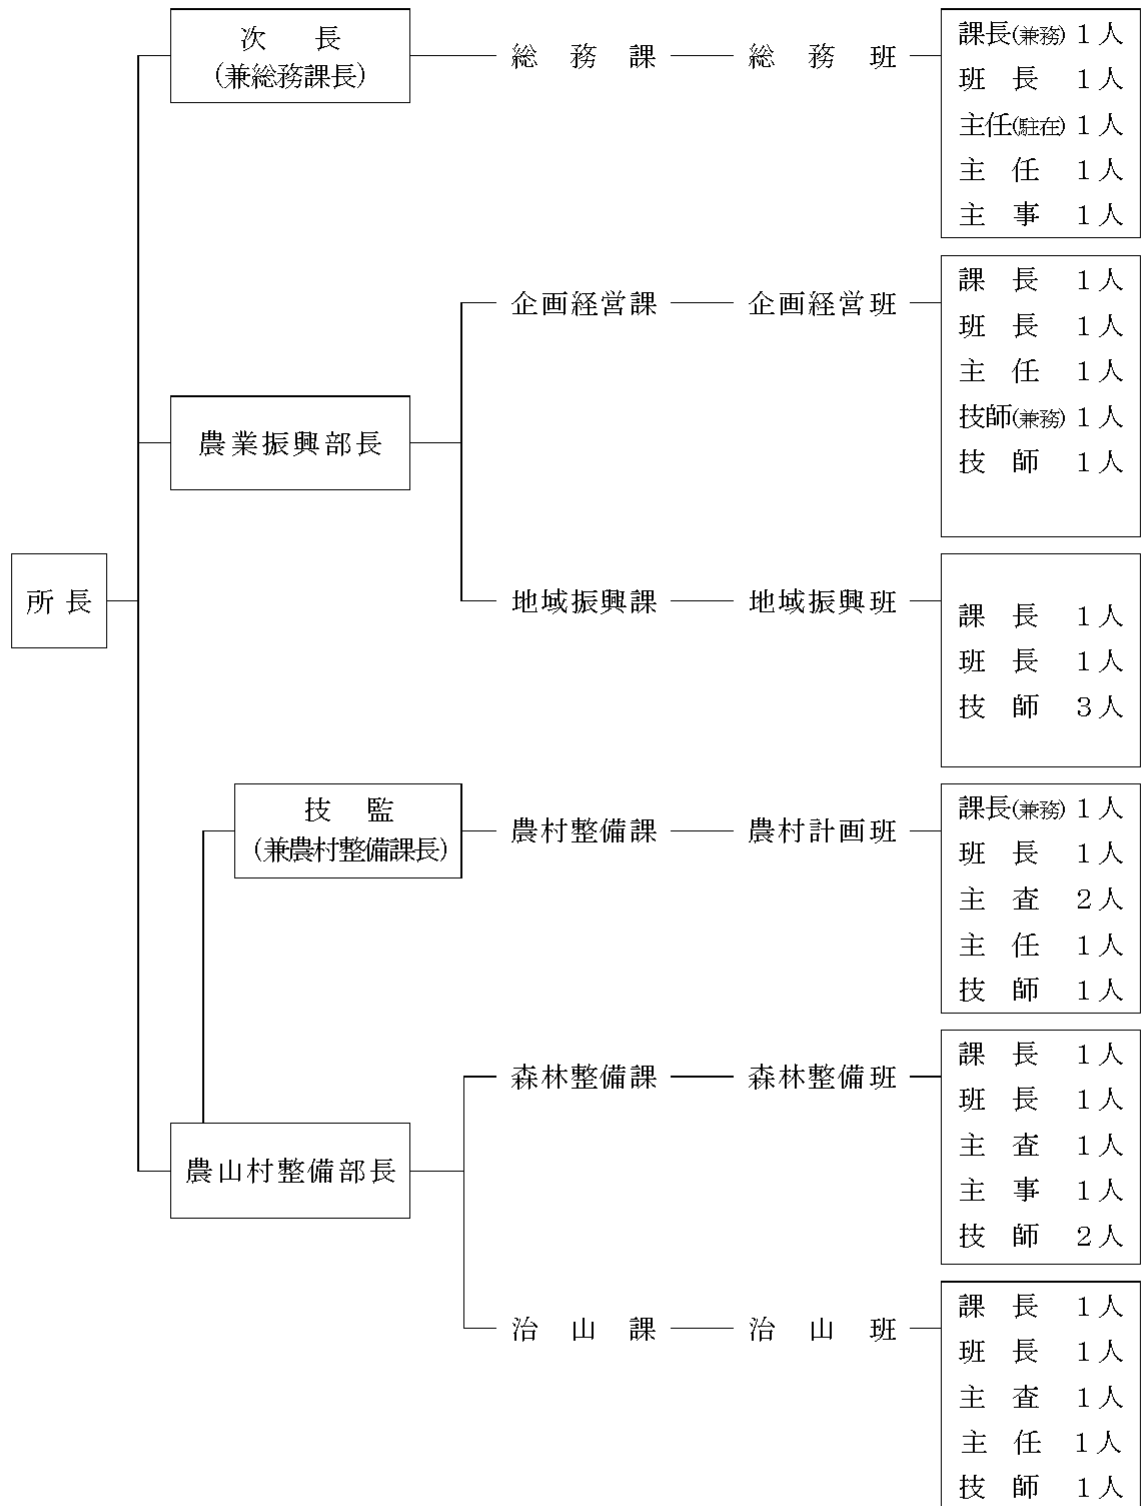 所長
次長
(兼総務課長)
総務課
総務班
課長(兼務) 1人
班長 1人
主任(駐在) 1人
主任 1人
主事 1人
農業振興部長
企画経営課
企画経営班
課長 1人
班長 1人
主任 1人
技師(兼務) 1人
技師 1人
地域振興課
地域振興班
課長 1人
班長 1人
技師 3人
技監
(兼農村整備課長)
農村整備課
農村計画班
課長(兼務) 1人
班長 1人
主査 2人
主任 1人
技師 1人
農山村整備部長
森林整備課
森林整備班
課長 1人
班長 1人
主査 1人
主事 1人
技師 2人
治山課
治山班
課長 1人
班長 1人
主査 1人
主任 1人
技師 1人